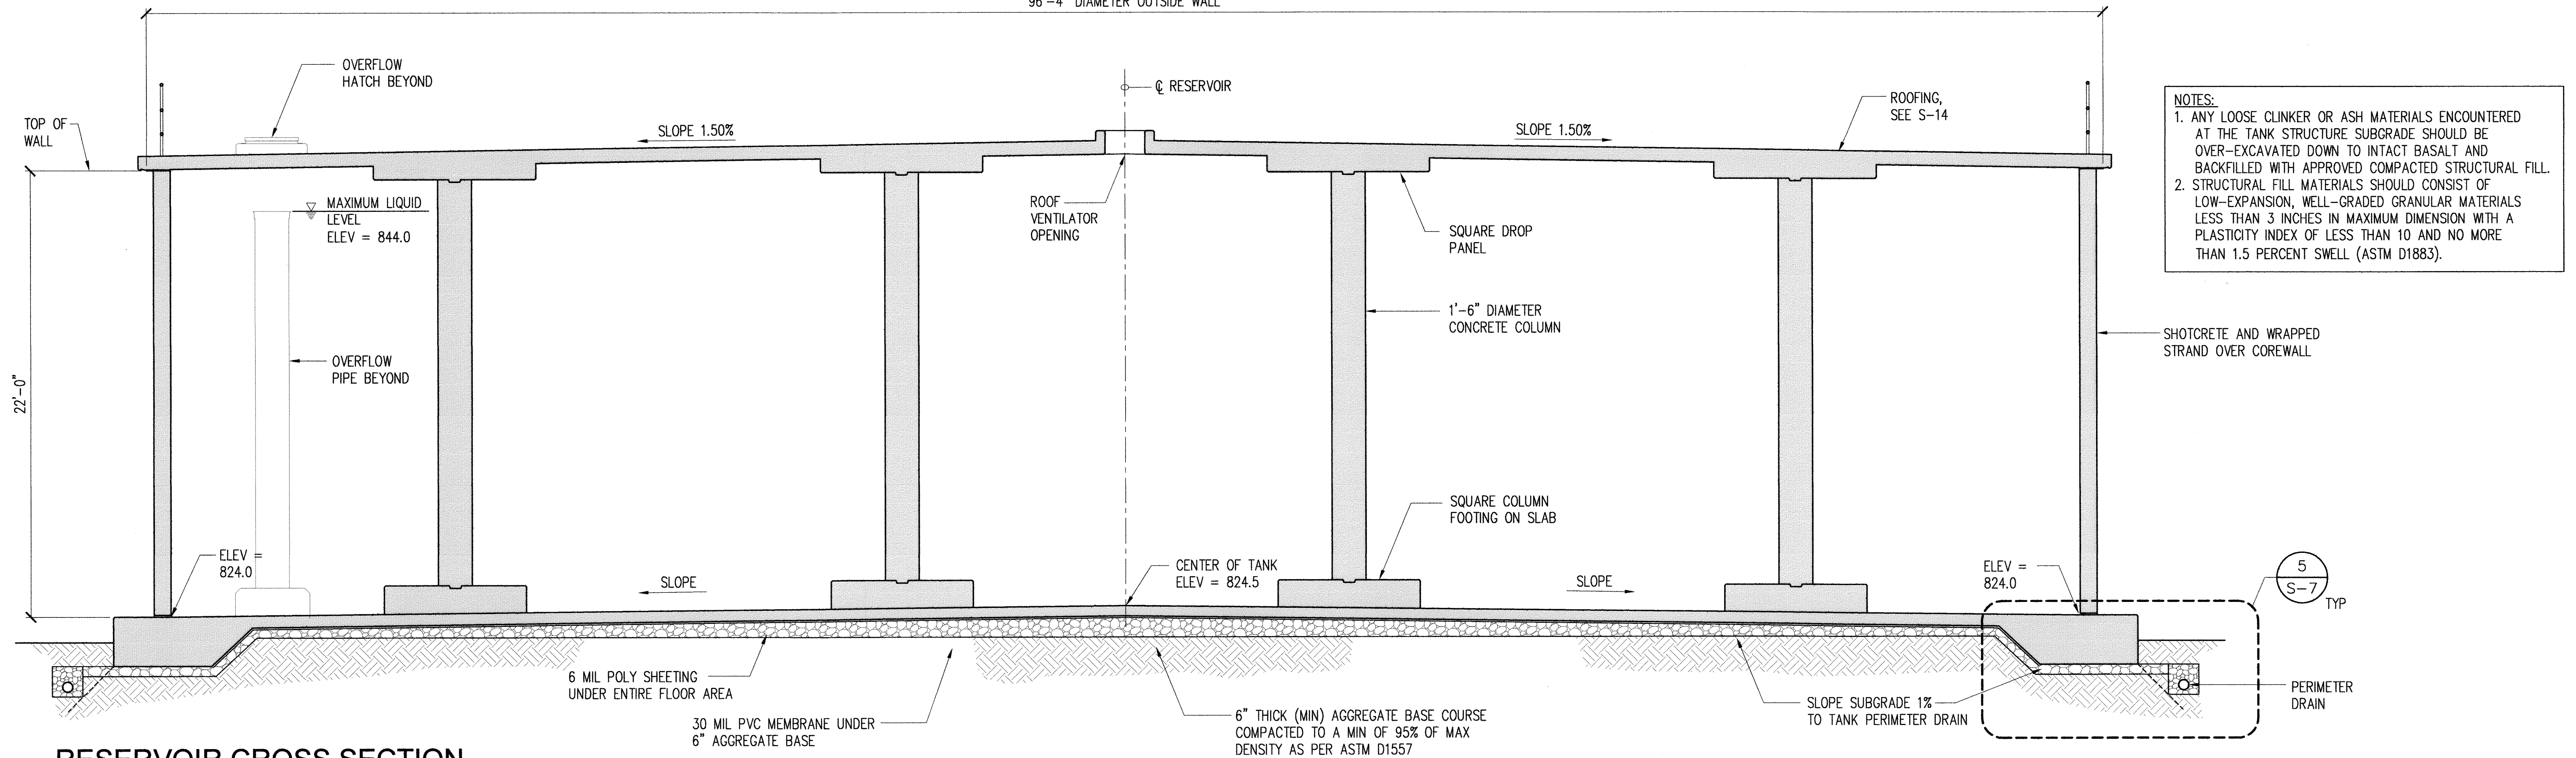 96'-4" DIAMETER OUTSIDE WALL
OVERFLOW
HATCH BEYOND
℄ RESERVOIR
ROOFING,
SEE S-14
TOP OF
WALL
SLOPE 1.50%
SLOPE 1.50%
NOTES:
1. ANY LOOSE CLINKER OR ASH MATERIALS ENCOUNTERED
AT THE TANK STRUCTURE SUBGRADE SHOULD BE
OVER-EXCAVATED DOWN TO INTACT BASALT AND
BACKFILLED WITH APPROVED COMPACTED STRUCTURAL FILL.
2. STRUCTURAL FILL MATERIALS SHOULD CONSIST OF
LOW-EXPANSION, WELL-GRADED GRANULAR MATERIALS
LESS THAN 3 INCHES IN MAXIMUM DIMENSION WITH A
PLASTICITY INDEX OF LESS THAN 10 AND NO MORE
THAN 1.5 PERCENT SWELL (ASTM D1883).
MAXIMUM LIQUID
LEVEL
ELEV = 844.0
ROOF
VENTILATOR
OPENING
SQUARE DROP
PANEL
1'-6" DIAMETER
CONCRETE COLUMN
SHOTCRETE AND WRAPPED
STRAND OVER COREWALL
OVERFLOW
PIPE BEYOND
22'-0"
SQUARE COLUMN
FOOTING ON SLAB
ELEV =
824.0
SLOPE
CENTER OF TANK
ELEV = 824.5
SLOPE
ELEV =
824.0
5
S-7
TYP
6 MIL POLY SHEETING
UNDER ENTIRE FLOOR AREA
30 MIL PVC MEMBRANE UNDER
6" AGGREGATE BASE
6" THICK (MIN) AGGREGATE BASE COURSE
COMPACTED TO A MIN OF 95% OF MAX
DENSITY AS PER ASTM D1557
SLOPE SUBGRADE 1%
TO TANK PERIMETER DRAIN
PERIMETER
DRAIN
RESERVOIR CROSS SECTION